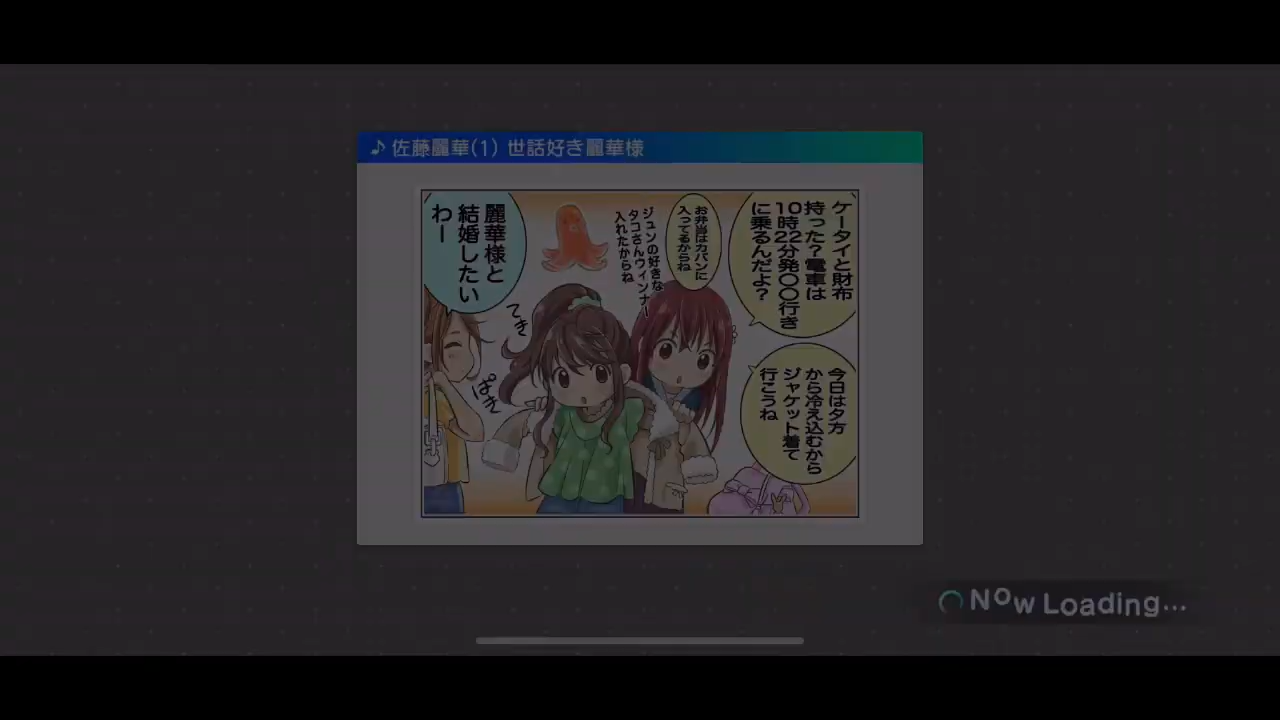 ♪ 佐藤麗華(1) 世話好き麗華様
ケータイと財布
持った?電車は
10時22分発〇〇行き
に乗るんだよ?
今日は夕方
から冷え込むから
ジャケット着て
行こうね
お弁当はカバンに
入ってるからね
ジュンの好きな
タコさんウィンナー
入れたからね
てき
ぱき
麗華様と
結婚したい
わー
Now Loading...